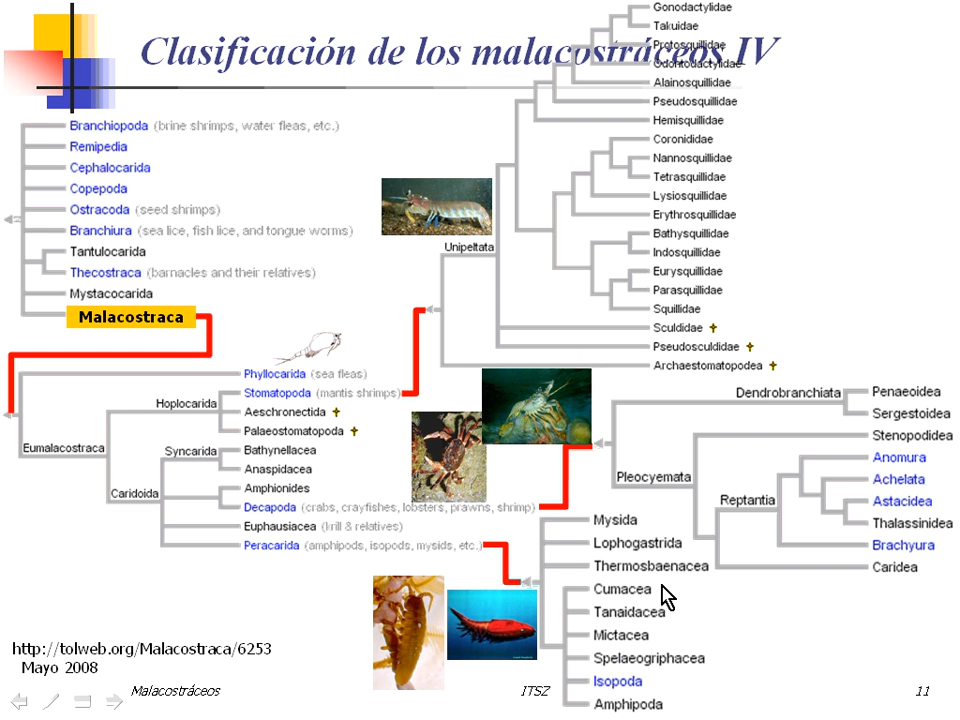 Clasificación de los malacostráceos IV
Branchiopoda (brine shrimps, water fleas, etc.)
Remipedia
Cephalocarida
Copepoda
Ostracoda (seed shrimps)
Branchiura (sea lice, fish lice, and tongue worms)
Tantulocarida
Thecostraca (barnacles and their relatives)
Mystacocarida
Malacostraca
Phyllocarida (sea fleas)
Hoplocarida
Stomatopoda (mantis shrimps)
Aeschronectida ✝
Palaeostomatopoda ✝
Eumalacostraca
Syncarida
Bathynellacea
Anaspidacea
Caridoida
Amphionides
Decapoda (crabs, crayfishes, lobsters, prawns, shrimp)
Euphausiacea (krill & relatives)
Peracarida (amphipods, isopods, mysids, etc.)
Unipeltata
Gonodactylidae
Takuidae
Protosquillidae
Odontodactylidae
Alainosquillidae
Pseudosquillidae
Hemisquillidae
Coronididae
Nannosquillidae
Tetrasquillidae
Lysiosquillidae
Erythrosquillidae
Bathysquillidae
Indosquillidae
Eurysquillidae
Parasquillidae
Squillidae
Sculdidae ✝
Pseudosculdidae ✝
Archaestomatopodea ✝
Dendrobranchiata
Penaeoidea
Sergestoidea
Pleocyemata
Stenopodidea
Reptantia
Anomura
Achelata
Astacidea
Thalassinidea
Brachyura
Caridea
Mysida
Lophogastrida
Thermosbaenacea
Cumacea
Tanaidacea
Mictacea
Spelaeogriphacea
Isopoda
Amphipoda
http://tolweb.org/Malacostraca/6253
Mayo 2008
Malacostráceos
ITSZ
11